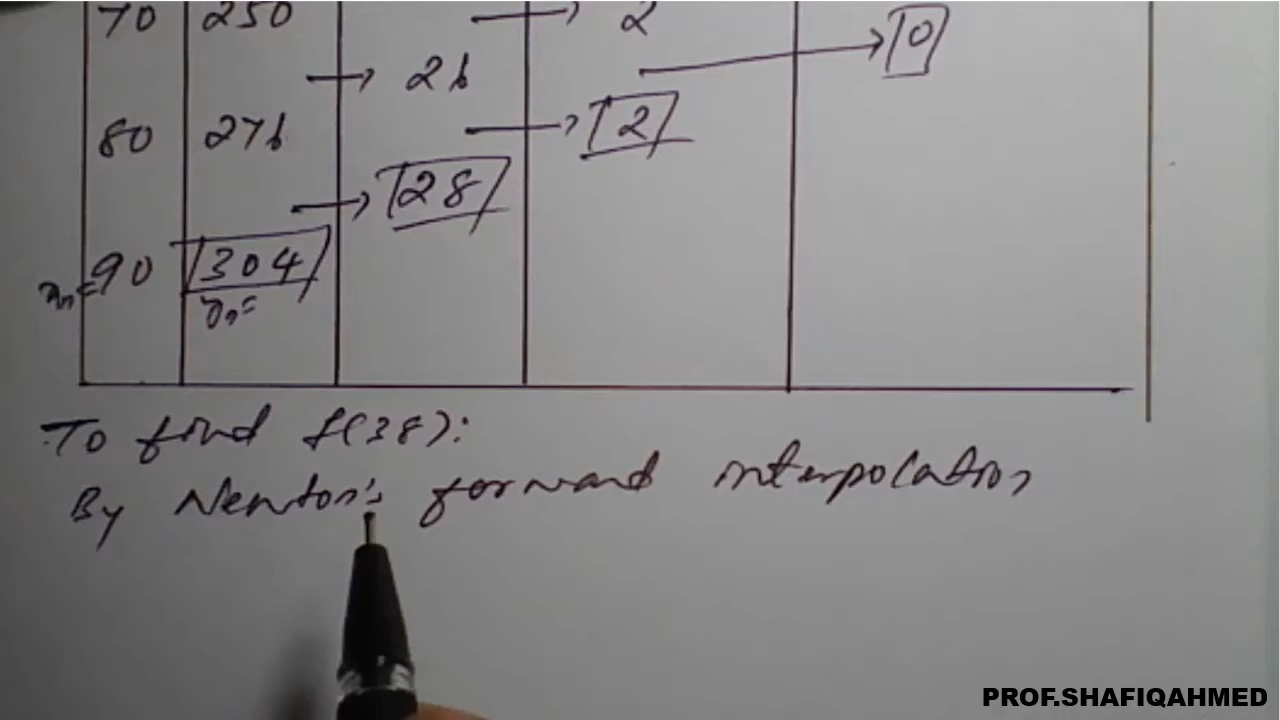 70 250 → 2
→ 26 → 0
80 276 → 2
→ 28
xn= 90 304
yn=
To find f(38):
By Newton's forward interpolation
PROF.SHAFIQAHMED